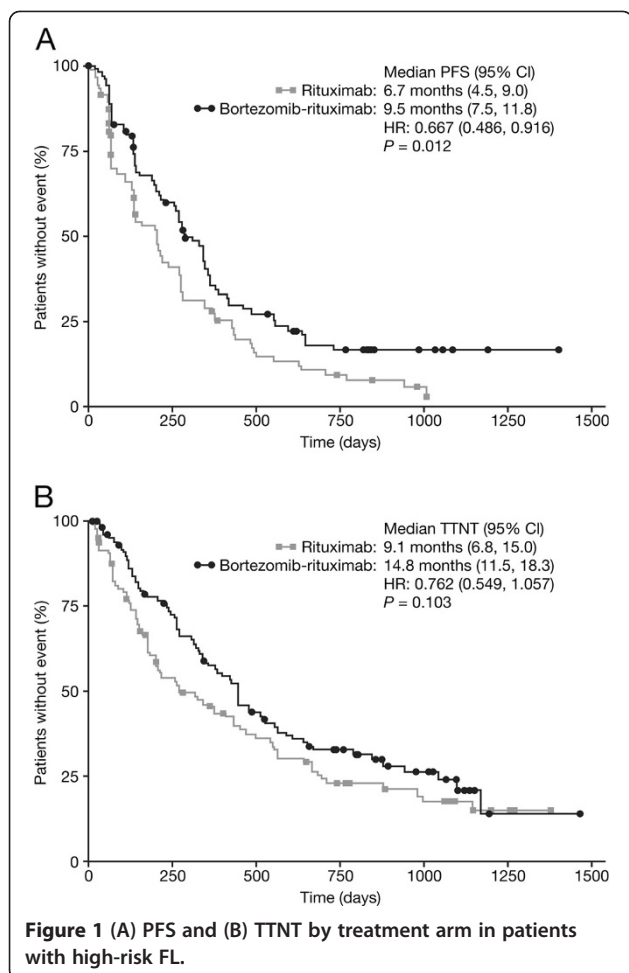 A
Median PFS (95% CI)
Rituximab: 6.7 months (4.5, 9.0)
Bortezomib-rituximab: 9.5 months (7.5, 11.8)
HR: 0.667 (0.486, 0.916)
P = 0.012
Patients without event (%)
100
75
50
25
0
0 250 500 750 1000 1250 1500
Time (days)
B
Median TTNT (95% CI)
Rituximab: 9.1 months (6.8, 15.0)
Bortezomib-rituximab: 14.8 months (11.5, 18.3)
HR: 0.762 (0.549, 1.057)
P = 0.103
Patients without event (%)
100
75
50
25
0
0 250 500 750 1000 1250 1500
Time (days)
Figure 1 (A) PFS and (B) TTNT by treatment arm in patients
with high-risk FL.